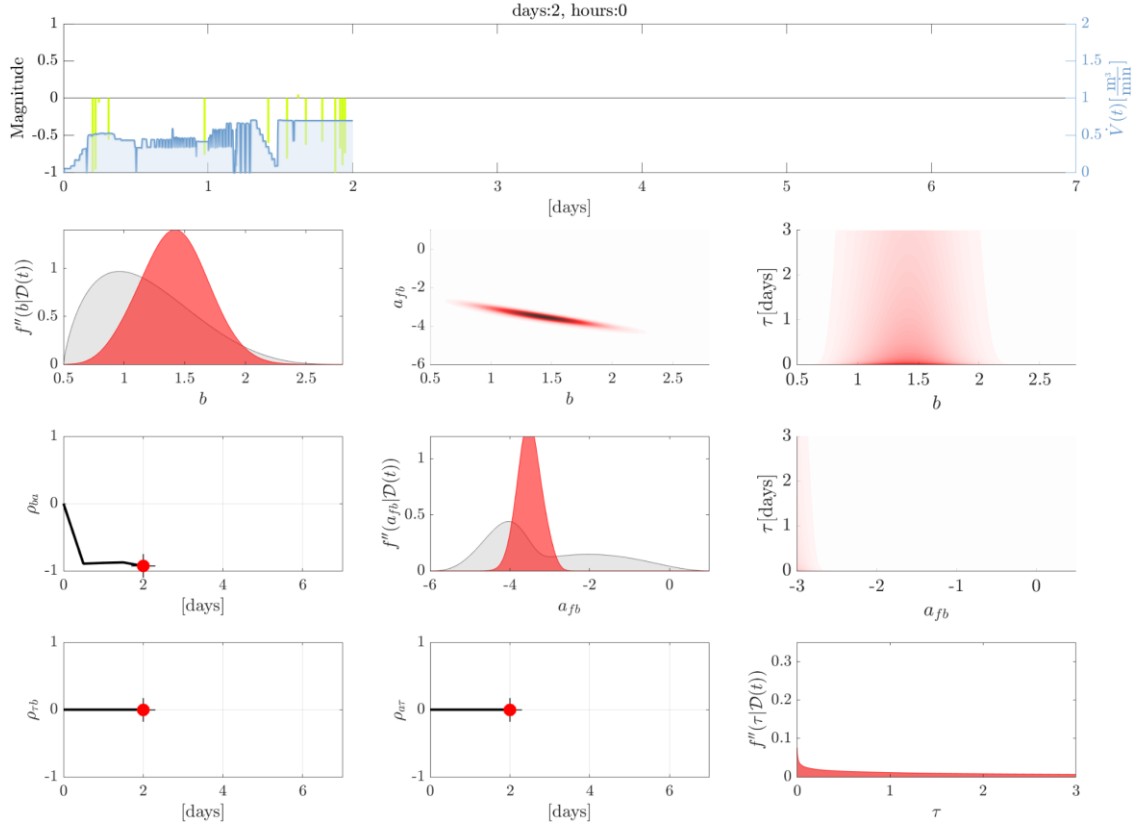 days:2, hours:0
Magnitude
1
0.5
0
-0.5
-1
2
1.5
1
0.5
0
V̇(t)[m³/min]
0 1 2 3 4 5 6 7
[days]
f''(b|D(t))
1
0.5
0
0.5 1 1.5 2 2.5
b
a_fb
0
-2
-4
-6
0.5 1 1.5 2 2.5
b
τ[days]
3
2
1
0
0.5 1 1.5 2 2.5
b
ρ_ba
1
0
-1
0 2 4 6
[days]
f''(a_fb|D(t))
1
0.5
0
-6 -4 -2 0
a_fb
τ[days]
3
2
1
0
-3 -2 -1 0
a_fb
ρ_τb
1
0
-1
0 2 4 6
[days]
ρ_aτ
1
0
-1
0 2 4 6
[days]
f''(τ|D(t))
0.3
0.2
0.1
0
0 1 2 3
τ